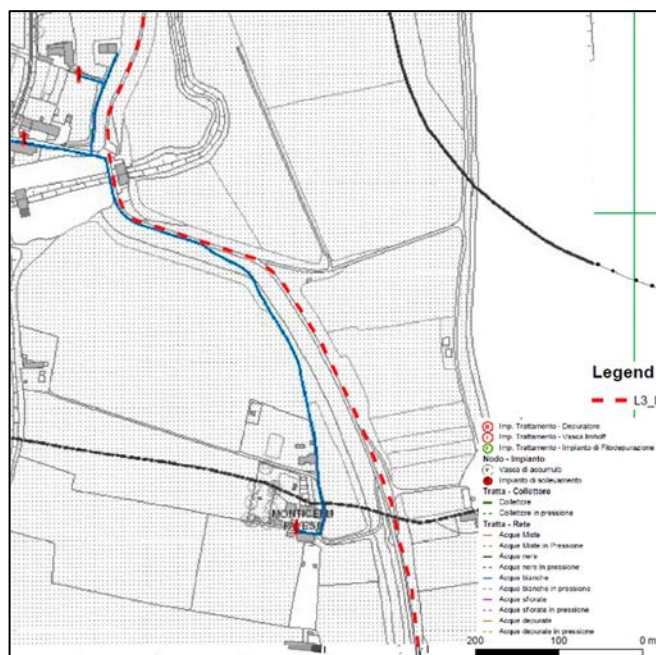 Legend
L3_
Imp. Trattamento - Depuratore
Imp. Trattamento - Vasca Imhoff
Imp. Trattamento - Impianto di Fitodepurazione
Nodo - Impianto
Vasca di accumulo
Impianto di sollevamento
Tratta - Collettore
Collettore
Collettore in pressione
Tratta - Rete
Acque Miste
Acque Miste in Pressione
Acque nere
Acque nere in pressione
Acque bianche
Acque bianche in pressione
Acque sfiorate
Acque sfiorate in pressione
Acque depurate
Acque depurate in pressione
MONTICELLI
PAVESE
200 100 0 m